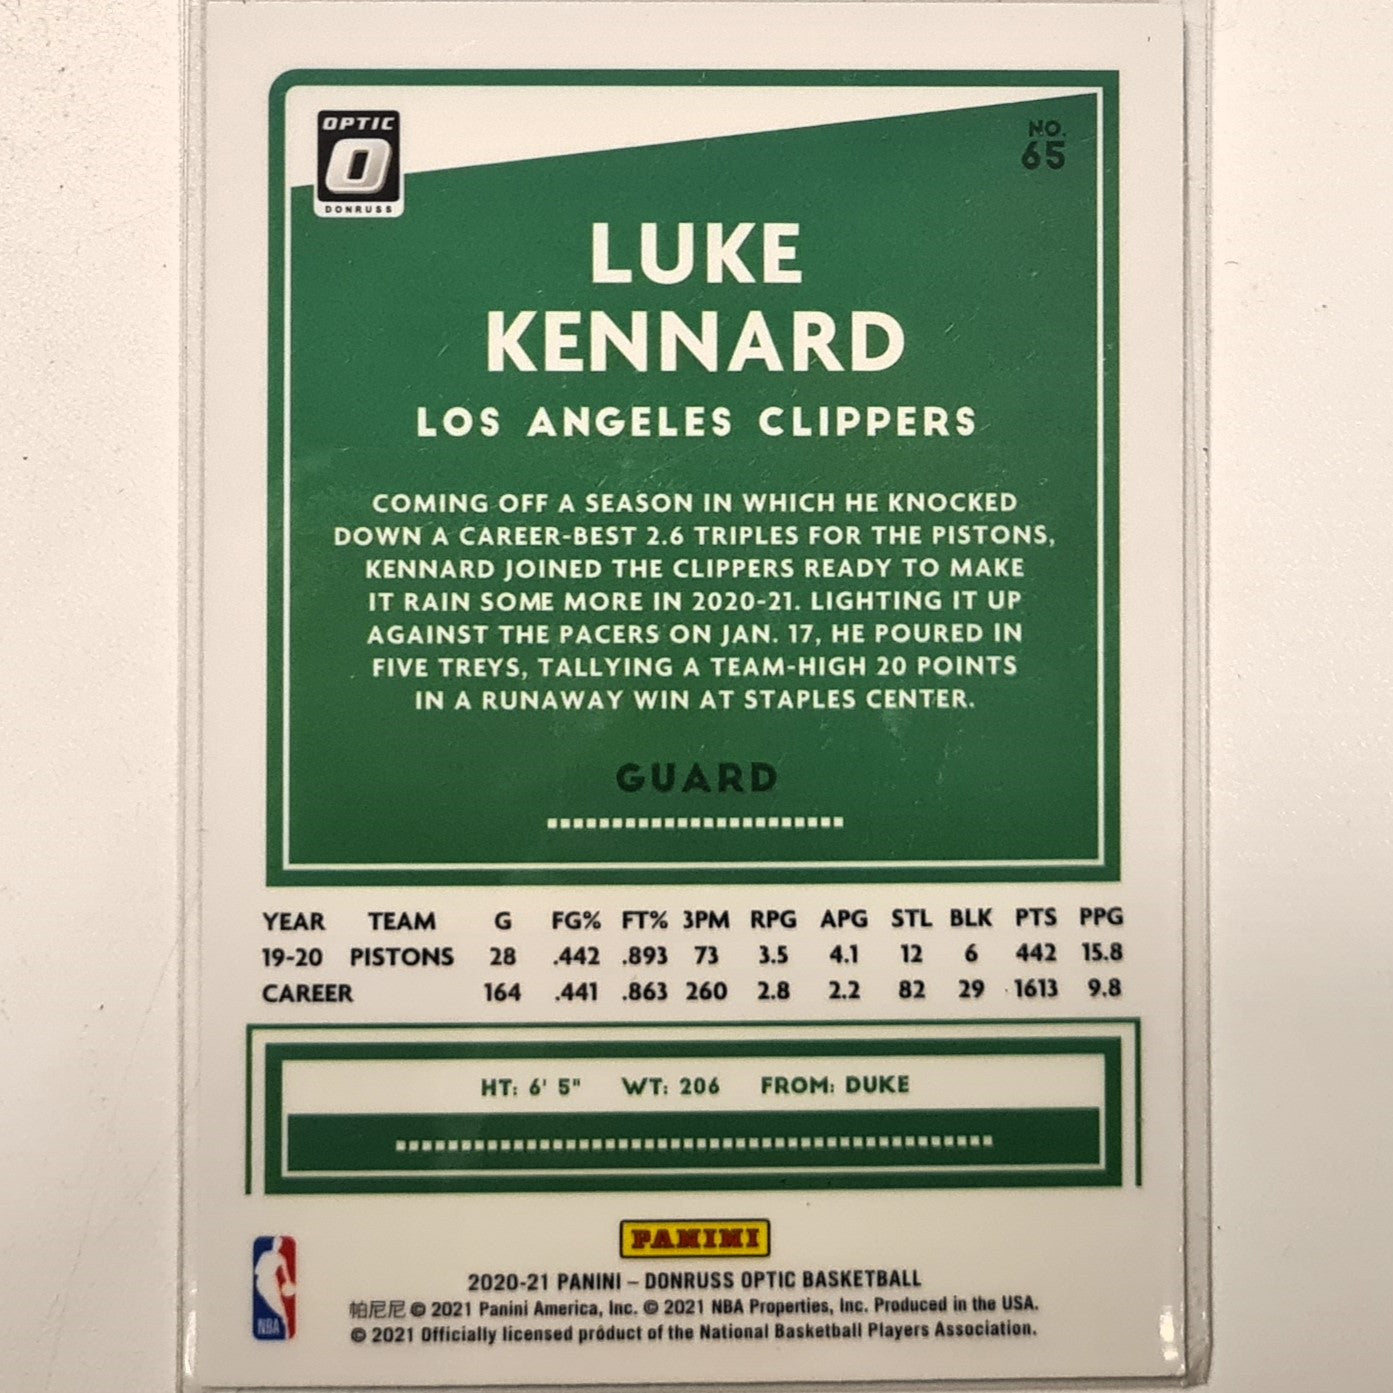 OPTIC
O
DONRUSS
NO.
65
LUKE
KENNARD
LOS ANGELES CLIPPERS
COMING OFF A SEASON IN WHICH HE KNOCKED
DOWN A CAREER-BEST 2.6 TRIPLES FOR THE PISTONS,
KENNARD JOINED THE CLIPPERS READY TO MAKE
IT RAIN SOME MORE IN 2020-21. LIGHTING IT UP
AGAINST THE PACERS ON JAN. 17, HE POURED IN
FIVE TREYS, TALLYING A TEAM-HIGH 20 POINTS
IN A RUNAWAY WIN AT STAPLES CENTER.
GUARD
YEAR TEAM G FG% FT% 3PM RPG APG STL BLK PTS PPG
19-20 PISTONS 28 .442 .893 73 3.5 4.1 12 6 442 15.8
CAREER 164 .441 .863 260 2.8 2.2 82 29 1613 9.8
HT: 6' 5" WT: 206 FROM: DUKE
PANINI
2020-21 PANINI – DONRUSS OPTIC BASKETBALL
帕尼尼 © 2021 Panini America, Inc. © 2021 NBA Properties, Inc. Produced in the USA.
© 2021 Officially licensed product of the National Basketball Players Association.
NBA